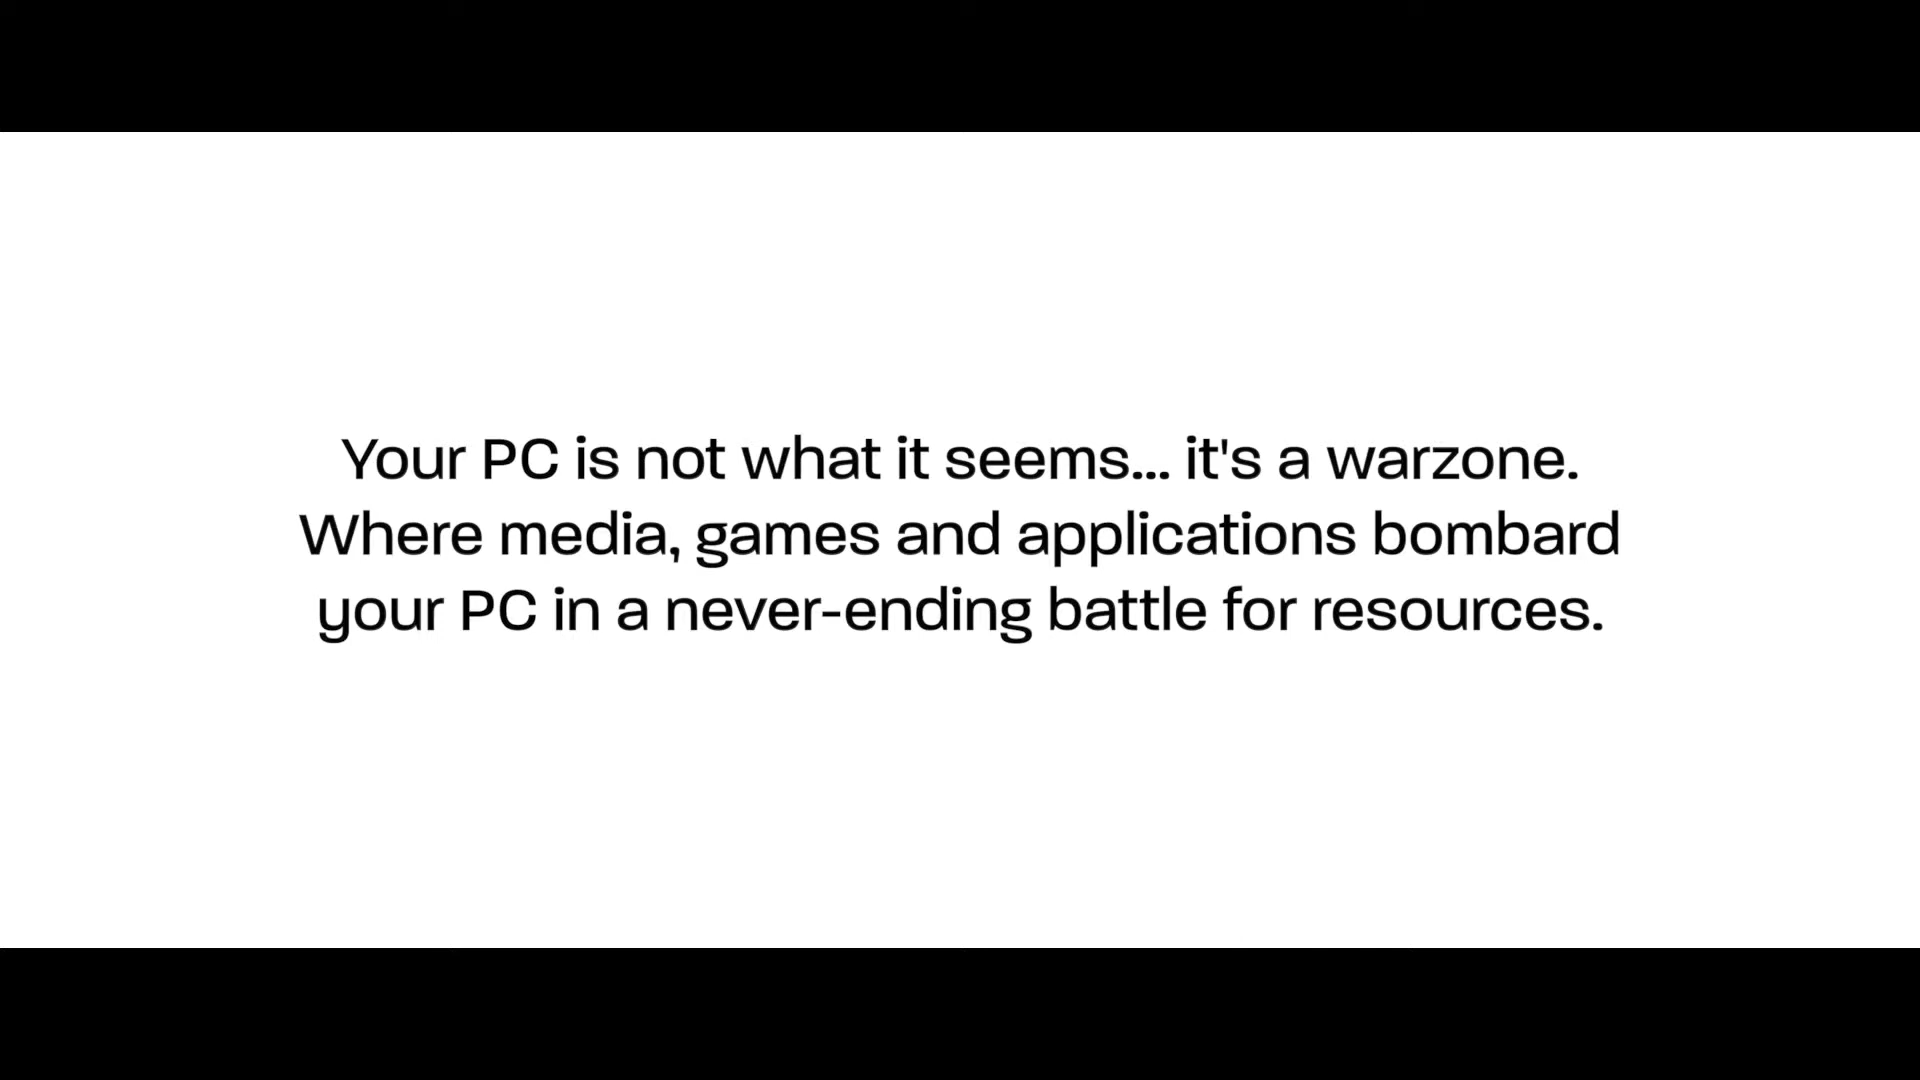 Your PC is not what it seems... it's a warzone.
Where media, games and applications bombard
your PC in a never-ending battle for resources.